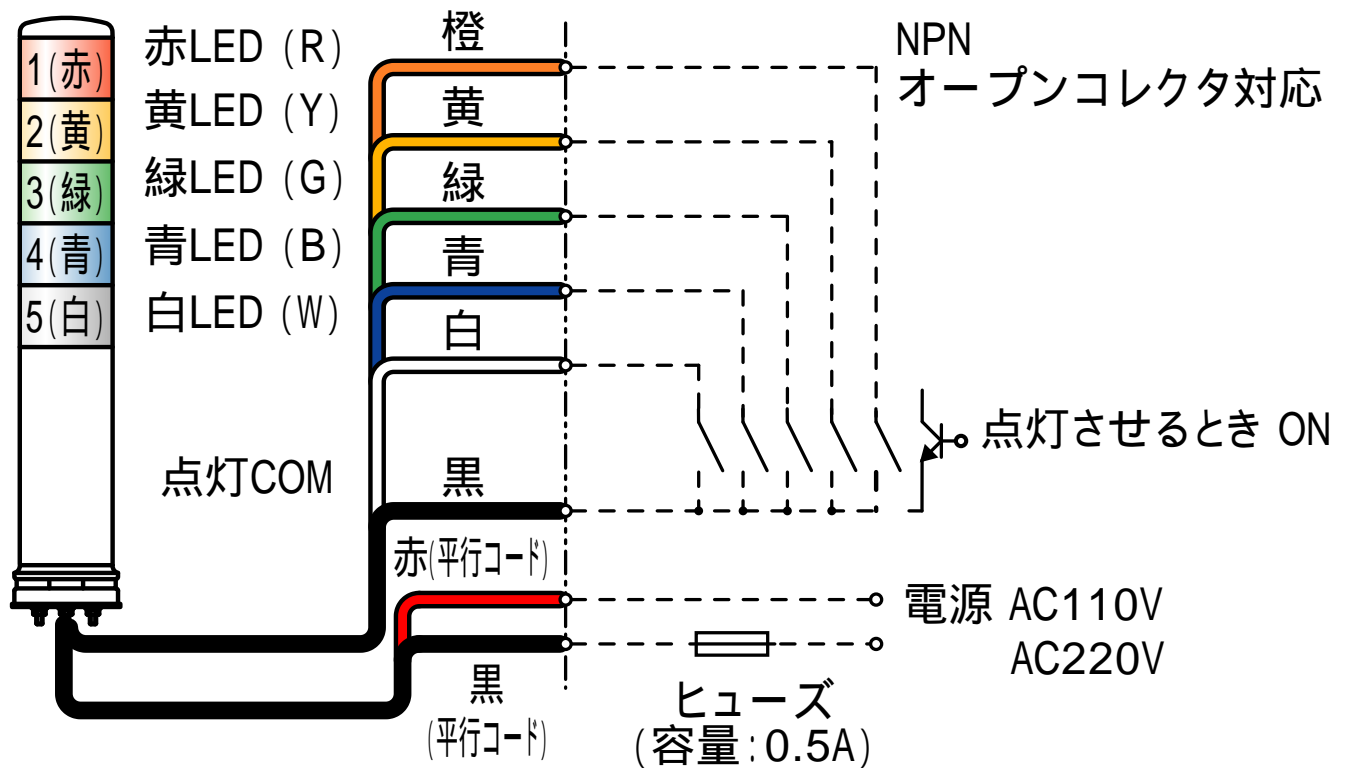 1(赤)
2(黄)
3(緑)
4(青)
5(白)
赤LED (R)
黄LED (Y)
緑LED (G)
青LED (B)
白LED (W)
点灯COM
橙
黄
緑
青
白
黒
赤(平行コード)
黒
(平行コード)
NPN
オープンコレクタ対応
点灯させるとき ON
電源 AC110V
AC220V
ヒューズ
(容量:0.5A)